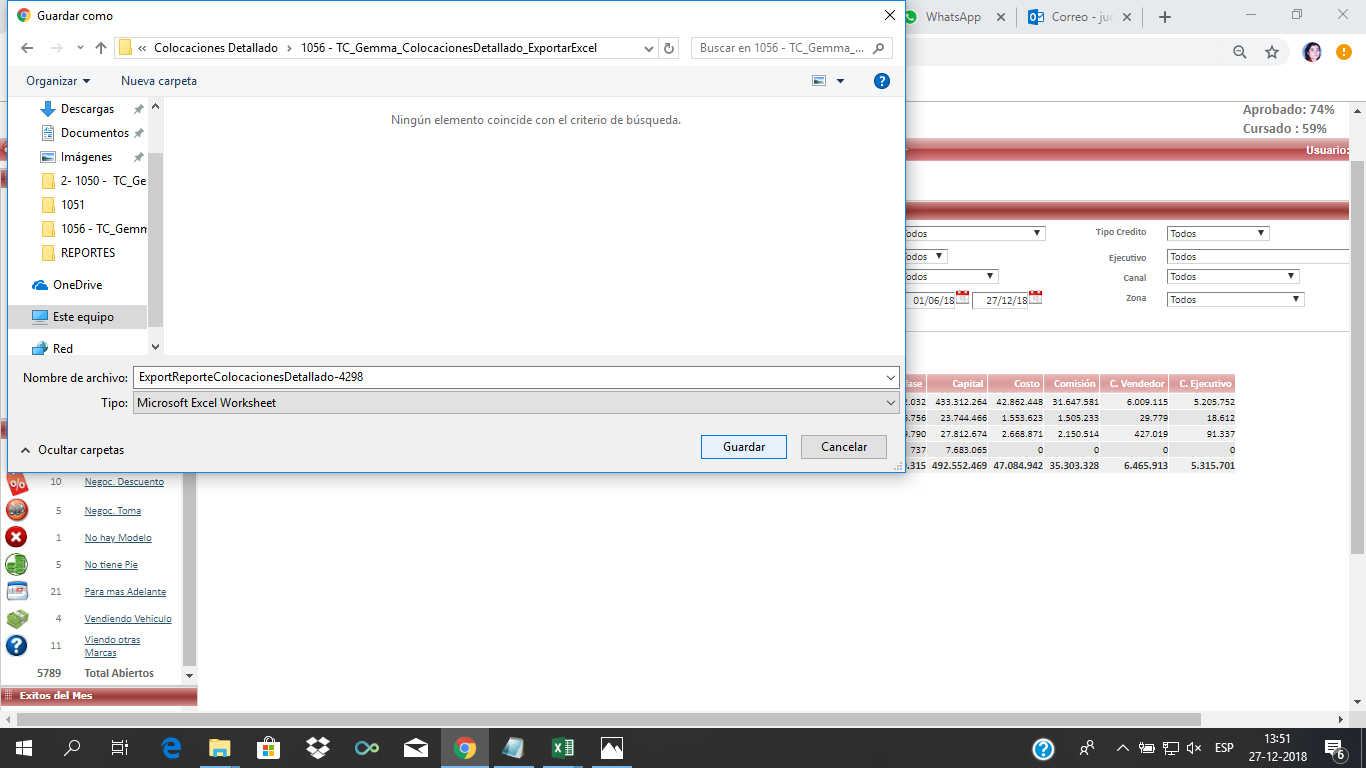 Guardar como
WhatsApp
Correo - juc
« Colocaciones Detallado › 1056 - TC_Gemma_ColocacionesDetallado_ExportarExcel
Buscar en 1056 - TC_Gemma_...
Organizar
Nueva carpeta
Descargas
Documentos
Imágenes
2- 1050 - TC_Ge
1051
1056 - TC_Gemm
REPORTES
OneDrive
Este equipo
Red
Ningún elemento coincide con el criterio de búsqueda.
Nombre de archivo: ExportReporteColocacionesDetallado-4298
Tipo: Microsoft Excel Worksheet
Ocultar carpetas
Guardar
Cancelar
Aprobado: 74%
Cursado : 59%
Usuario:
Todos
Tipo Credito Todos
Todos
Ejecutivo Todos
Todos
Canal Todos
01/06/18 27/12/18
Zona Todos
Capital Costo Comisión C. Vendedor C. Ejecutivo
433.312.264 42.862.448 31.647.581 6.009.115 5.205.752
23.744.466 1.553.623 1.505.233 29.779 18.612
27.812.674 2.668.871 2.150.514 427.019 91.337
737 7.683.065 0 0 0 0
492.552.469 47.084.942 35.303.328 6.465.913 5.315.701
10 Negoc. Descuento
5 Negoc. Toma
1 No hay Modelo
5 No tiene Pie
21 Para mas Adelante
4 Vendiendo Vehiculo
11 Viendo otras
Marcas
5789 Total Abiertos
Exitos del Mes
ESP
13:51
27-12-2018
6